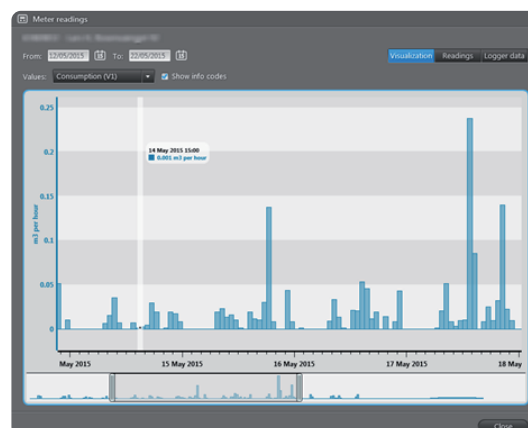 Meter readings
From: 12/05/2015 15 To: 22/05/2015 15
Visualization Readings Logger data
Values: Consumption (V1) Show info codes
0.25
0.2
0.15
0.1
0.05
0
m3 per hour
14 May 2015 15:00
0.001 m3 per hour
May 2015 15 May 2015 16 May 2015 17 May 2015 18 May
Close